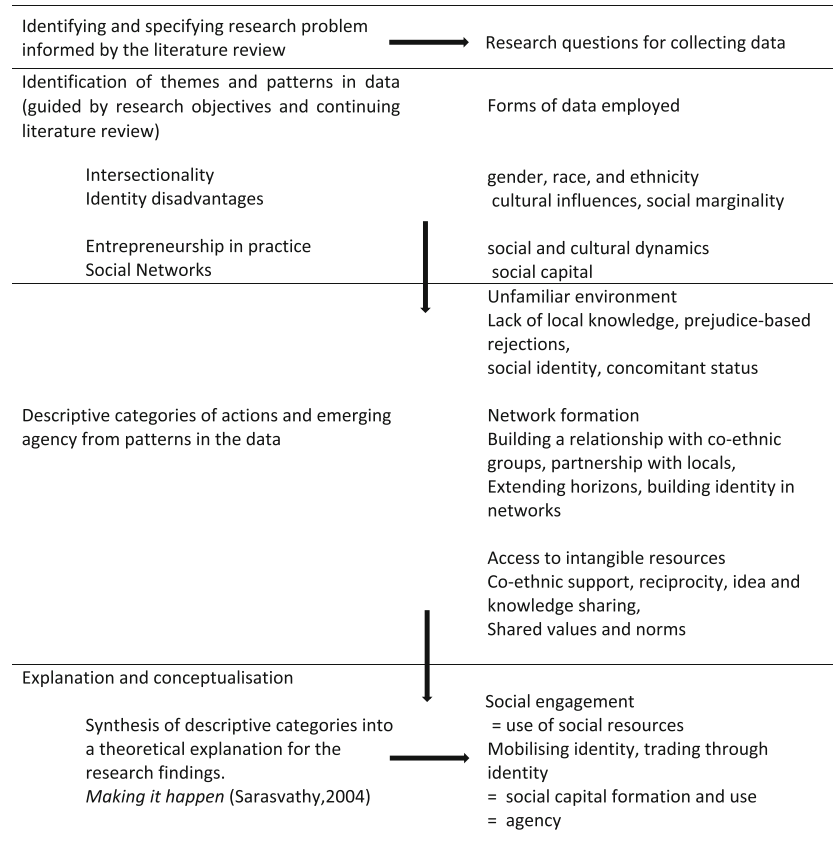 Identifying and specifying research problem
informed by the literature review
Research questions for collecting data
Identification of themes and patterns in data
(guided by research objectives and continuing
literature review)
Forms of data employed
Intersectionality
Identity disadvantages
gender, race, and ethnicity
cultural influences, social marginality
Entrepreneurship in practice
Social Networks
social and cultural dynamics
social capital
Descriptive categories of actions and emerging
agency from patterns in the data
Unfamiliar environment
Lack of local knowledge, prejudice-based
rejections,
social identity, concomitant status
Network formation
Building a relationship with co-ethnic
groups, partnership with locals,
Extending horizons, building identity in
networks
Access to intangible resources
Co-ethnic support, reciprocity, idea and
knowledge sharing,
Shared values and norms
Explanation and conceptualisation
Synthesis of descriptive categories into
a theoretical explanation for the
research findings.
Making it happen (Sarasvathy,2004)
Social engagement
= use of social resources
Mobilising identity, trading through
identity
= social capital formation and use
= agency